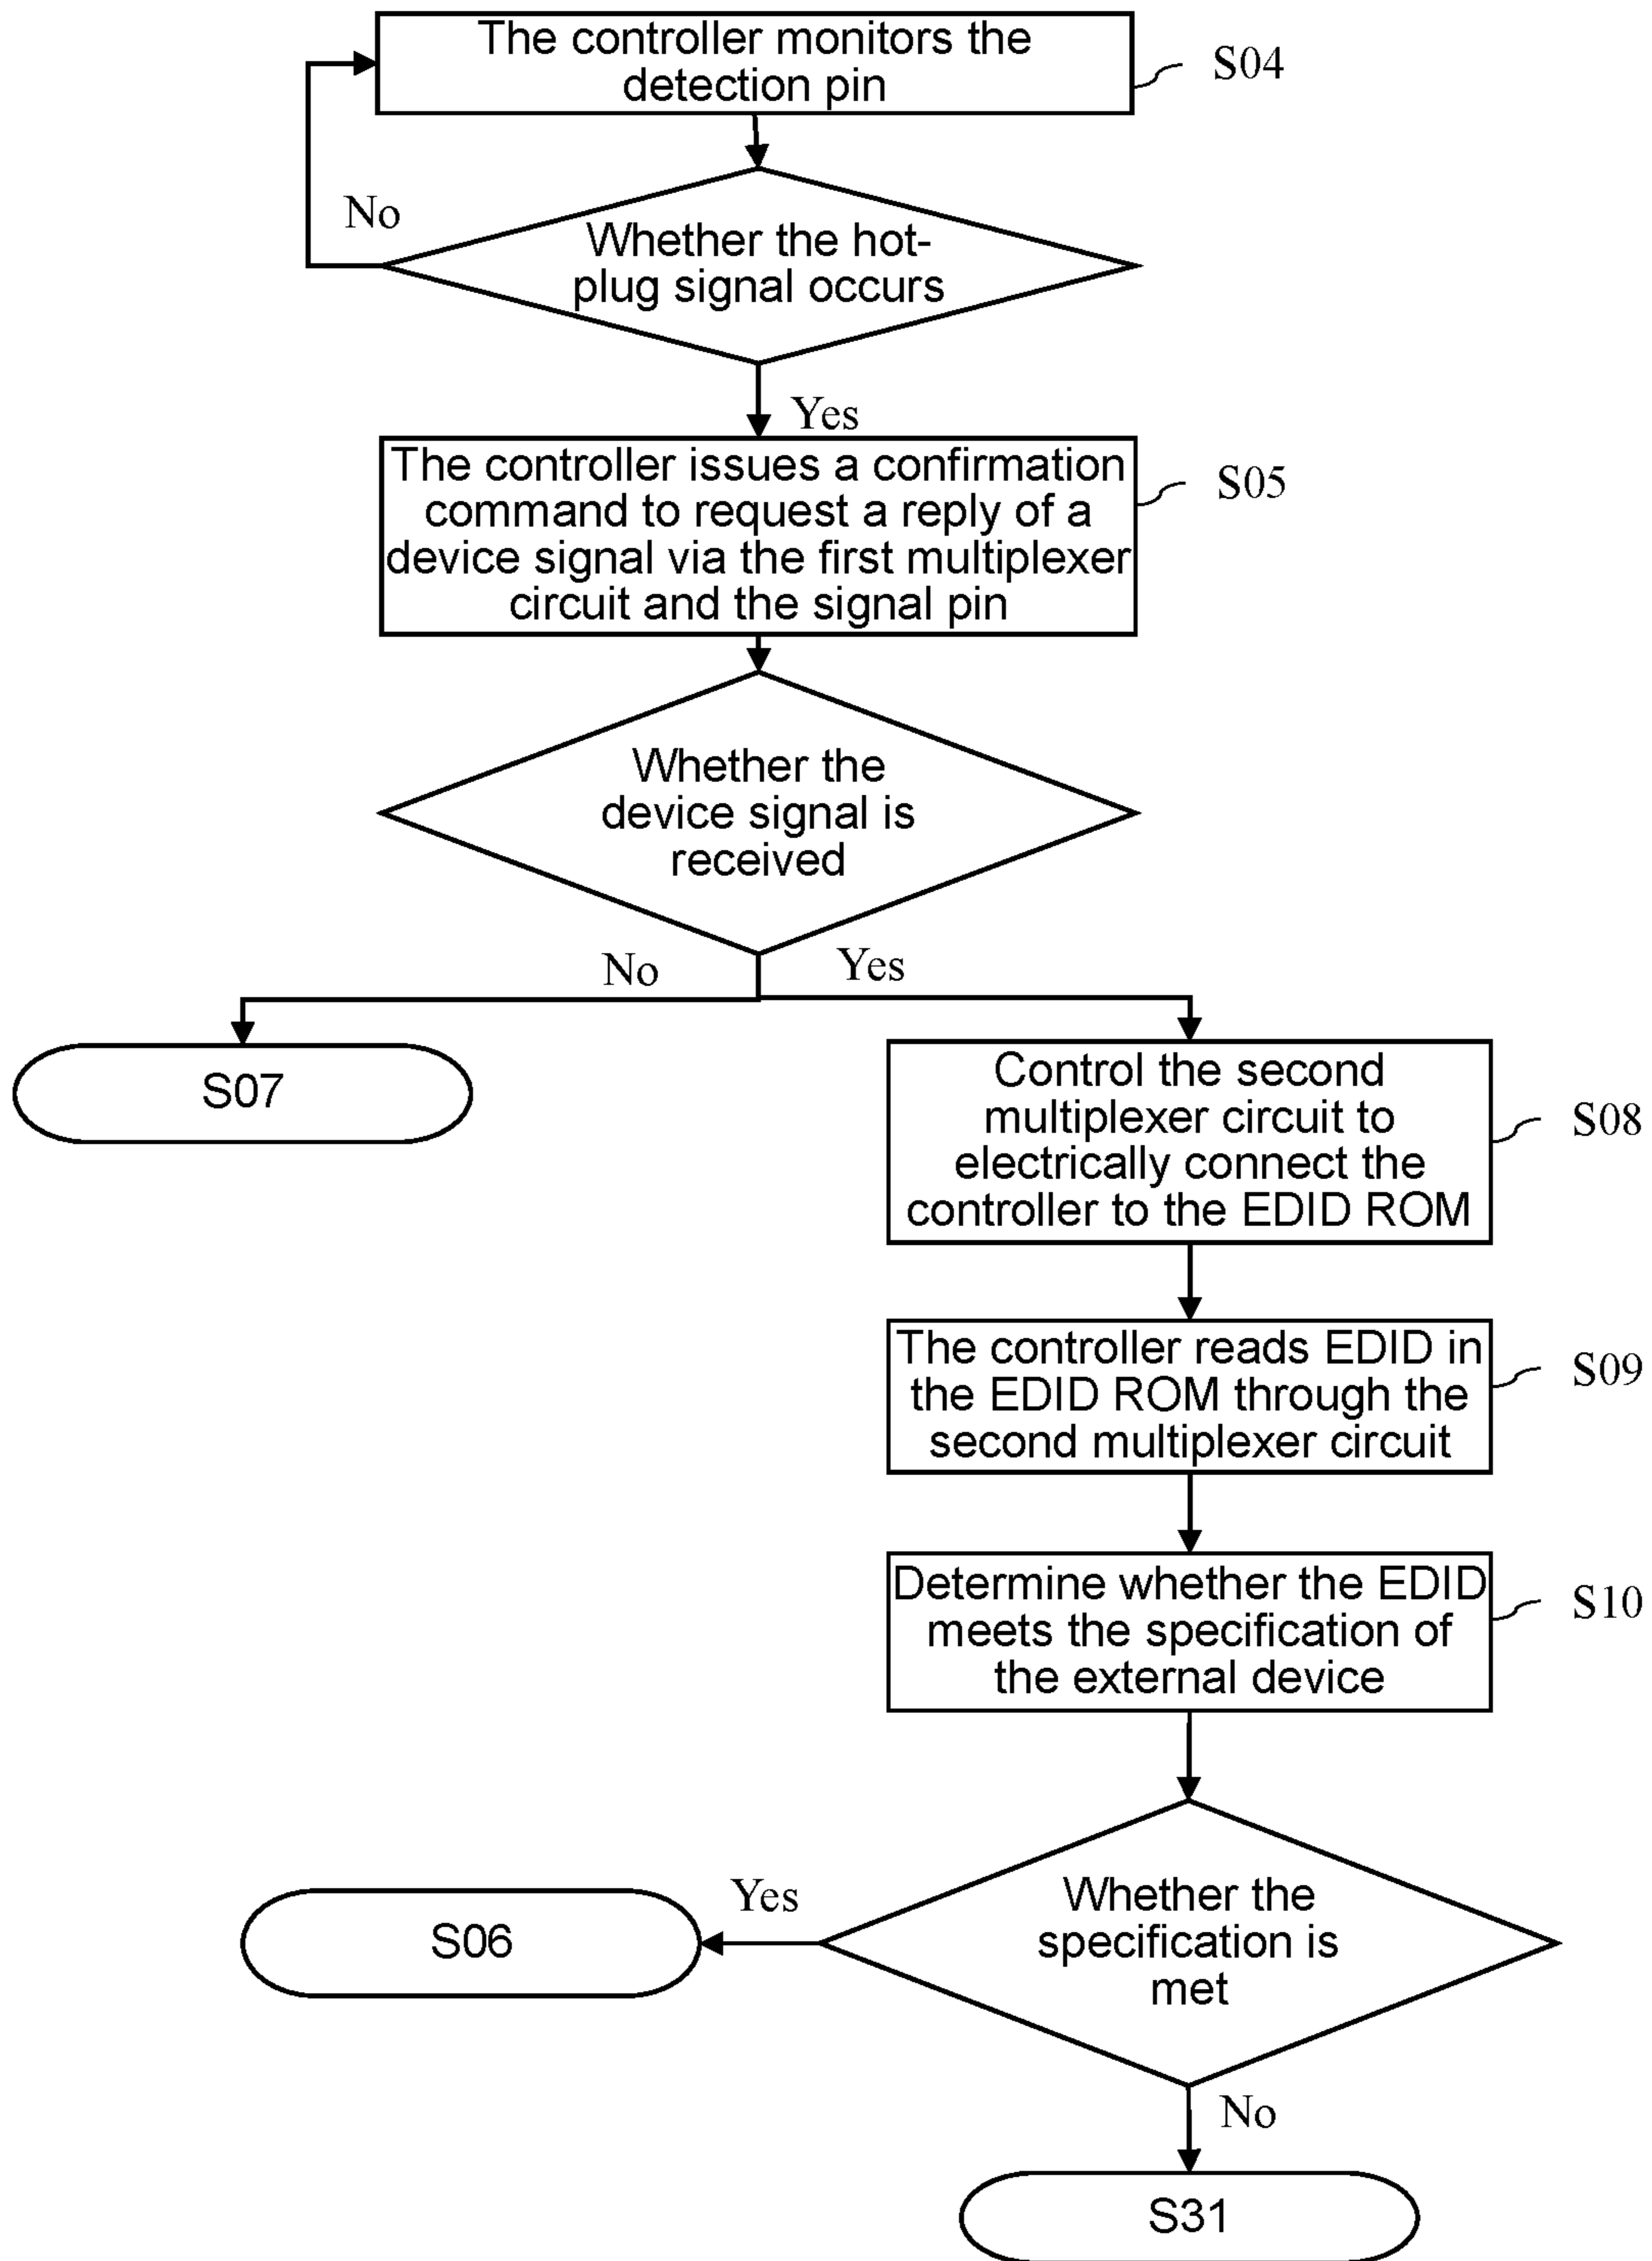 The controller monitors the
detection pin
S04
No
Whether the hot-
plug signal occurs
Yes
The controller issues a confirmation
command to request a reply of a
device signal via the first multiplexer
circuit and the signal pin
S05
Whether the
device signal is
received
No
Yes
S07
Control the second
multiplexer circuit to
electrically connect the
controller to the EDID ROM
S08
The controller reads EDID in
the EDID ROM through the
second multiplexer circuit
S09
Determine whether the EDID
meets the specification of
the external device
S10
Whether the
specification is
met
Yes
S06
No
S31